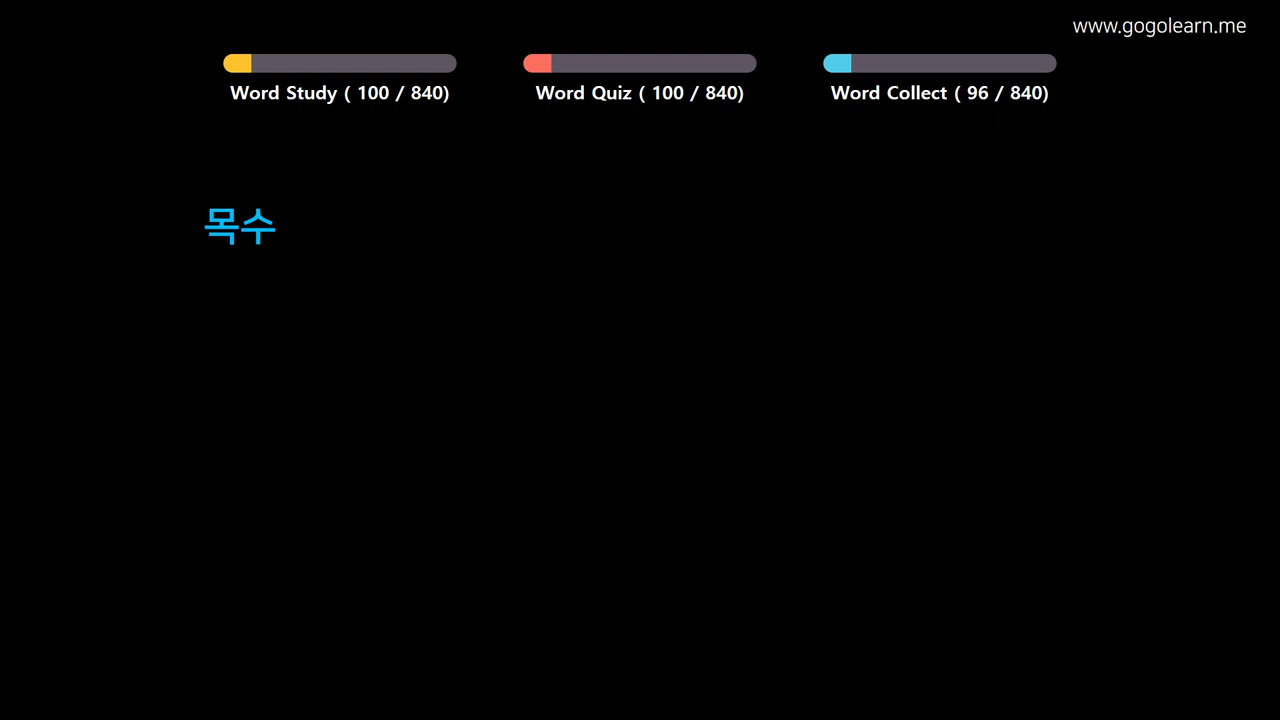 www.gogolearn.me
Word Study ( 100 / 840)
Word Quiz ( 100 / 840)
Word Collect ( 96 / 840)
목수